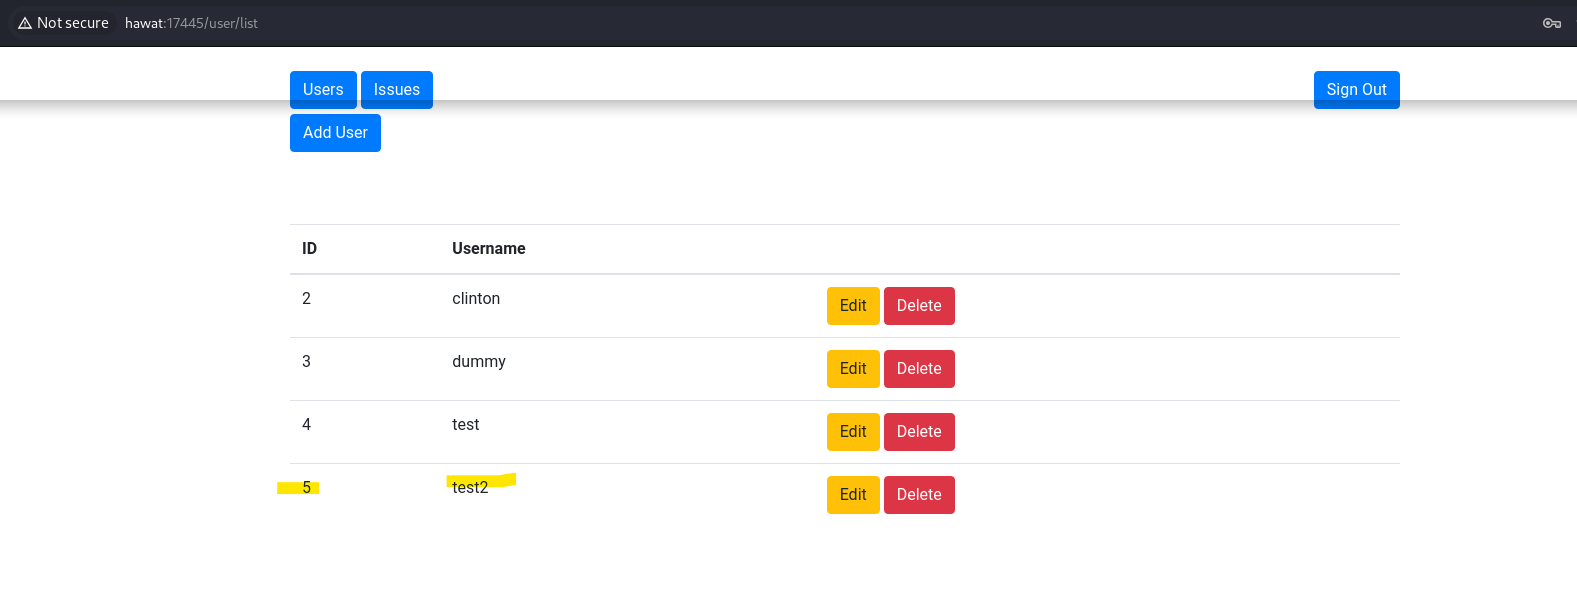 Not secure hawat:17445/user/list
Users Issues Sign Out
Add User
ID Username
2 clinton Edit Delete
3 dummy Edit Delete
4 test Edit Delete
5 test2 Edit Delete